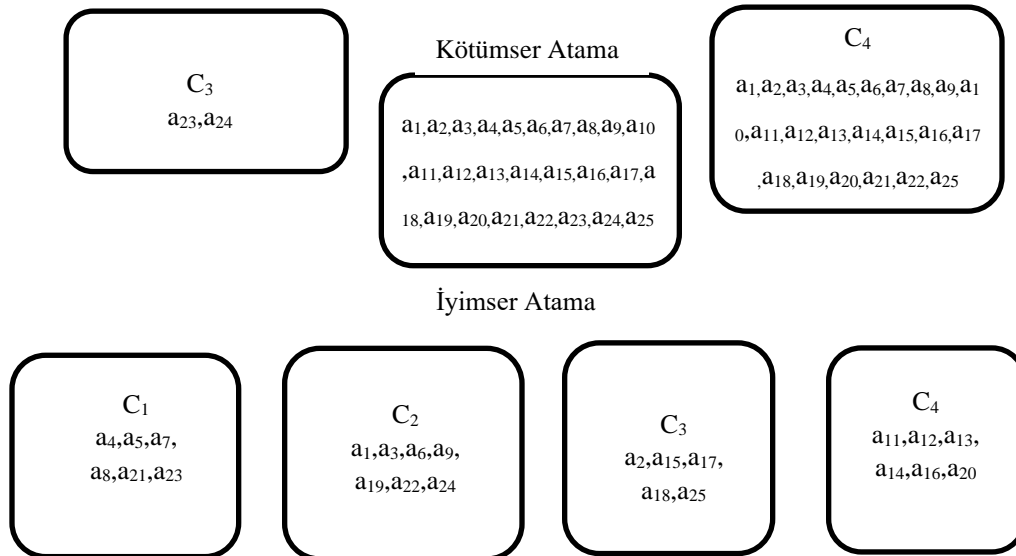 Kötümser Atama
C₃
a₂₃,a₂₄
a₁,a₂,a₃,a₄,a₅,a₆,a₇,a₈,a₉,a₁₀
,a₁₁,a₁₂,a₁₃,a₁₄,a₁₅,a₁₆,a₁₇,a
₁₈,a₁₉,a₂₀,a₂₁,a₂₂,a₂₃,a₂₄,a₂₅
C₄
a₁,a₂,a₃,a₄,a₅,a₆,a₇,a₈,a₉,a₁
₀,a₁₁,a₁₂,a₁₃,a₁₄,a₁₅,a₁₆,a₁₇
,a₁₈,a₁₉,a₂₀,a₂₁,a₂₂,a₂₅
İyimser Atama
C₁
a₄,a₅,a₇,
a₈,a₂₁,a₂₃
C₂
a₁,a₃,a₆,a₉,
a₁₉,a₂₂,a₂₄
C₃
a₂,a₁₅,a₁₇,
a₁₈,a₂₅
C₄
a₁₁,a₁₂,a₁₃,
a₁₄,a₁₆,a₂₀